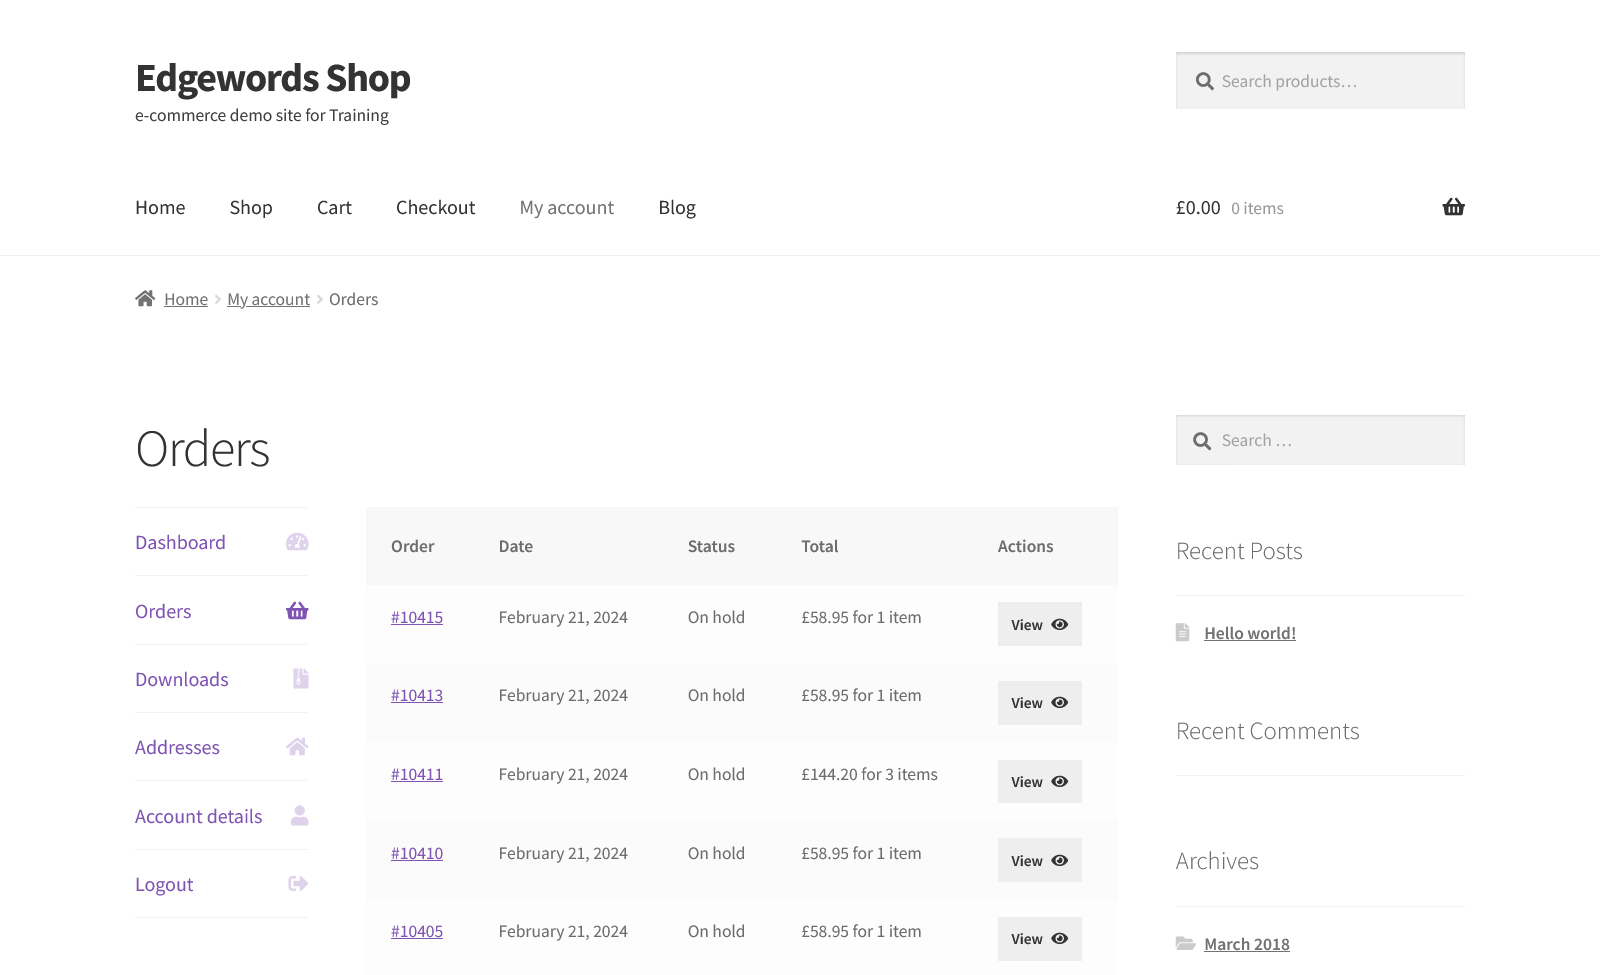 Edgewords Shop
e-commerce demo site for Training
Search products…
Home Shop Cart Checkout My account Blog
£0.00 0 items
Home My account Orders
Orders
Dashboard
Orders
Downloads
Addresses
Account details
Logout
Order Date Status Total Actions
#10415 February 21, 2024 On hold £58.95 for 1 item View
#10413 February 21, 2024 On hold £58.95 for 1 item View
#10411 February 21, 2024 On hold £144.20 for 3 items View
#10410 February 21, 2024 On hold £58.95 for 1 item View
#10405 February 21, 2024 On hold £58.95 for 1 item View
Search …
Recent Posts
Hello world!
Recent Comments
Archives
March 2018